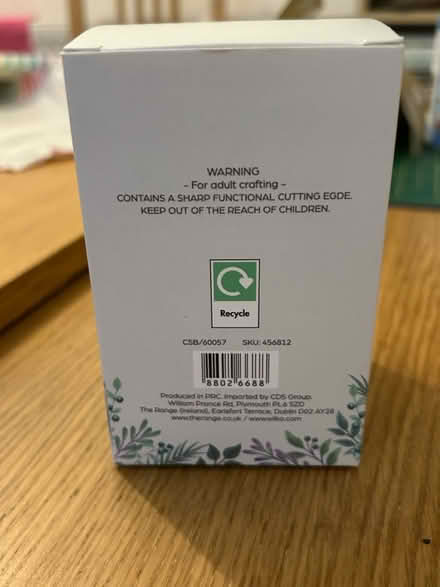 WARNING
- For adult crafting -
CONTAINS A SHARP FUNCTIONAL CUTTING EGDE.
KEEP OUT OF THE REACH OF CHILDREN.
Recycle
CSB/60057 SKU: 456812
8802 6688
Produced in PRC. Imported by CDS Group.
William Prance Rd, Plymouth PL6 5ZD
The Range (Ireland), Earlsfort Terrace, Dublin D02 AY28
www.therange.co.uk / www.wilko.com